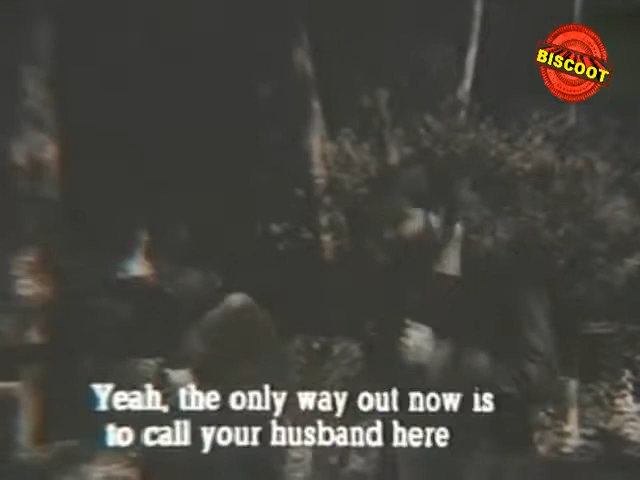 BISCOOT
Yeah, the only way out now is
to call your husband here